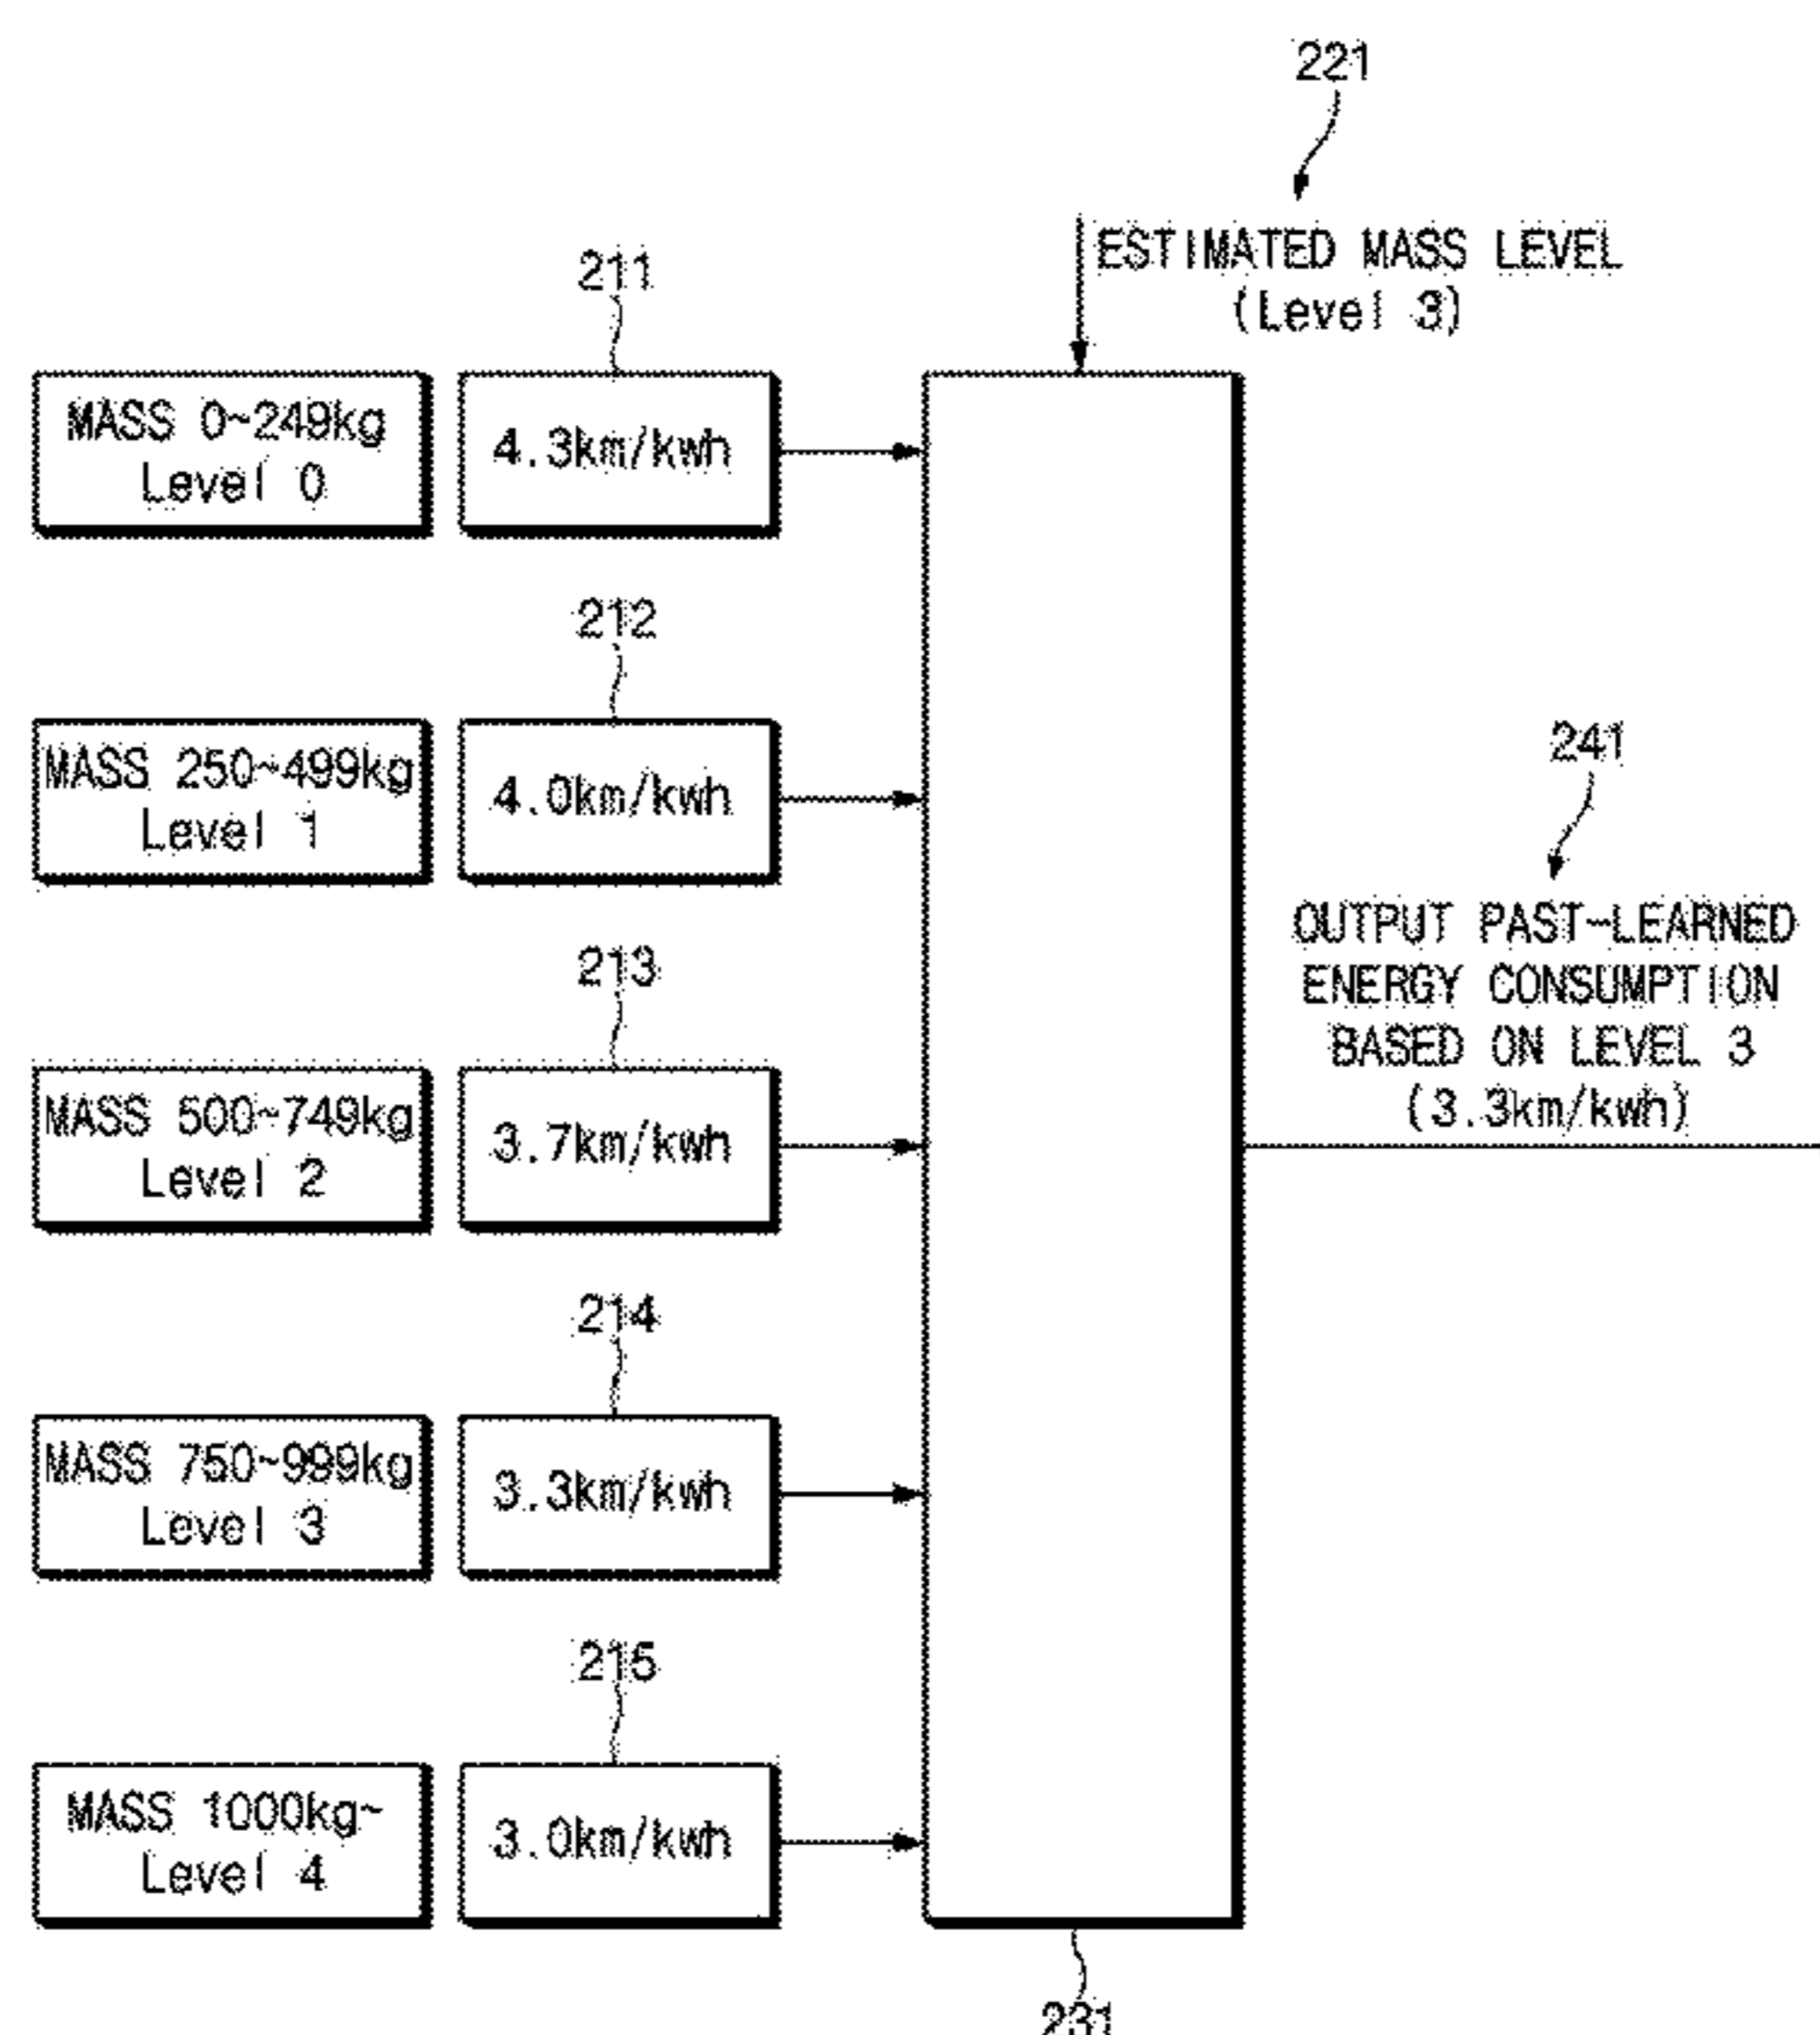 221
ESTIMATED MASS LEVEL
(Level 3)
211
MASS 0~249kg
Level 0
4.3km/kwh
212
MASS 250~499kg
Level 1
4.0km/kwh
241
OUTPUT PAST-LEARNED
ENERGY CONSUMPTION
BASED ON LEVEL 3
(3.3km/kwh)
213
MASS 500~749kg
Level 2
3.7km/kwh
214
MASS 750~999kg
Level 3
3.3km/kwh
215
MASS 1000kg~
Level 4
3.0km/kwh
231